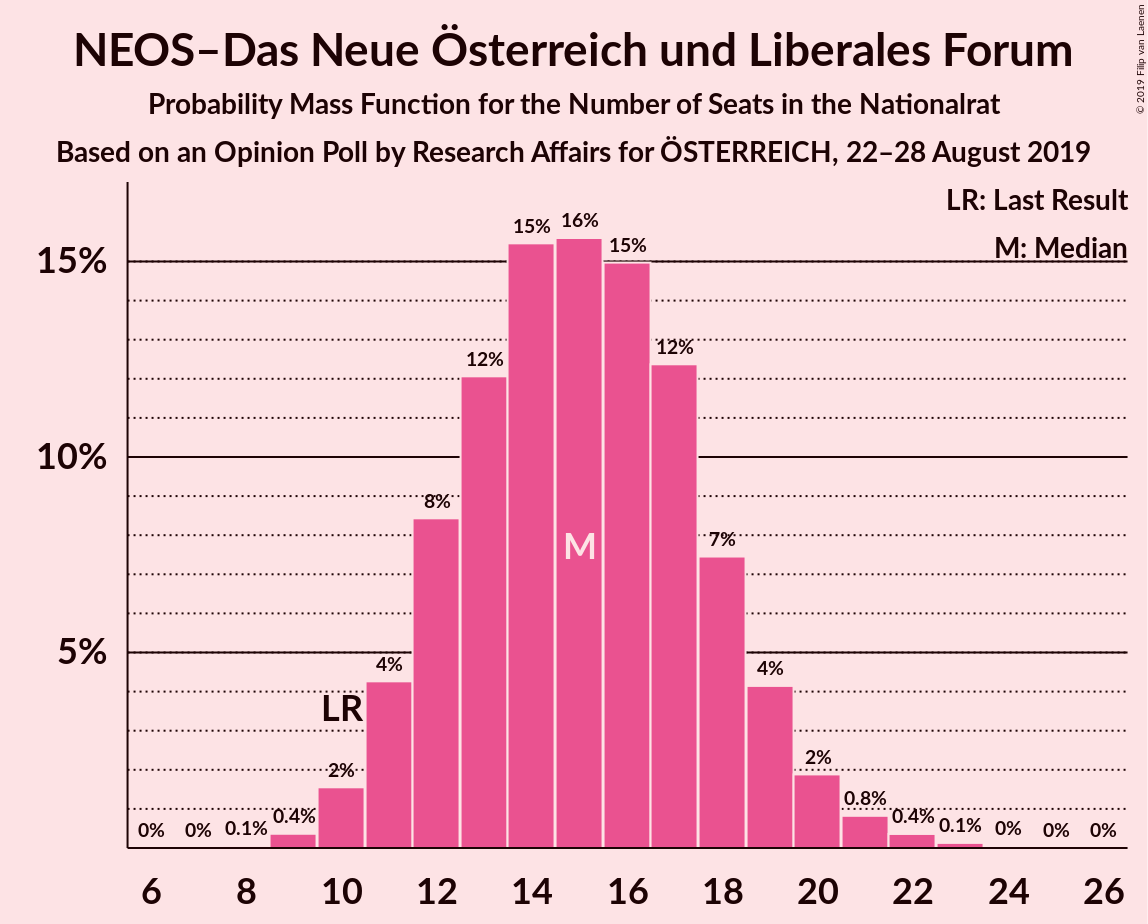 NEOS–Das Neue Österreich und Liberales Forum
Probability Mass Function for the Number of Seats in the Nationalrat
Based on an Opinion Poll by Research Affairs for ÖSTERREICH, 22–28 August 2019
© 2019 Filip van Laenen
LR: Last Result
M: Median
15%
10%
5%
0%
0%
0.1%
0.4%
2%
LR
4%
8%
12%
15%
16%
M
15%
12%
7%
4%
2%
0.8%
0.4%
0.1%
0%
0%
0%
6 8 10 12 14 16 18 20 22 24 26